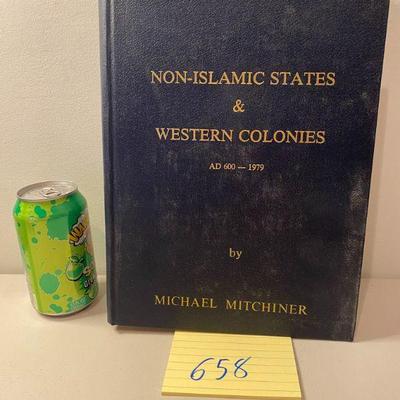 NON-ISLAMIC STATES
&
WESTERN COLONIES
AD 600 — 1979
by
MICHAEL MITCHINER
658